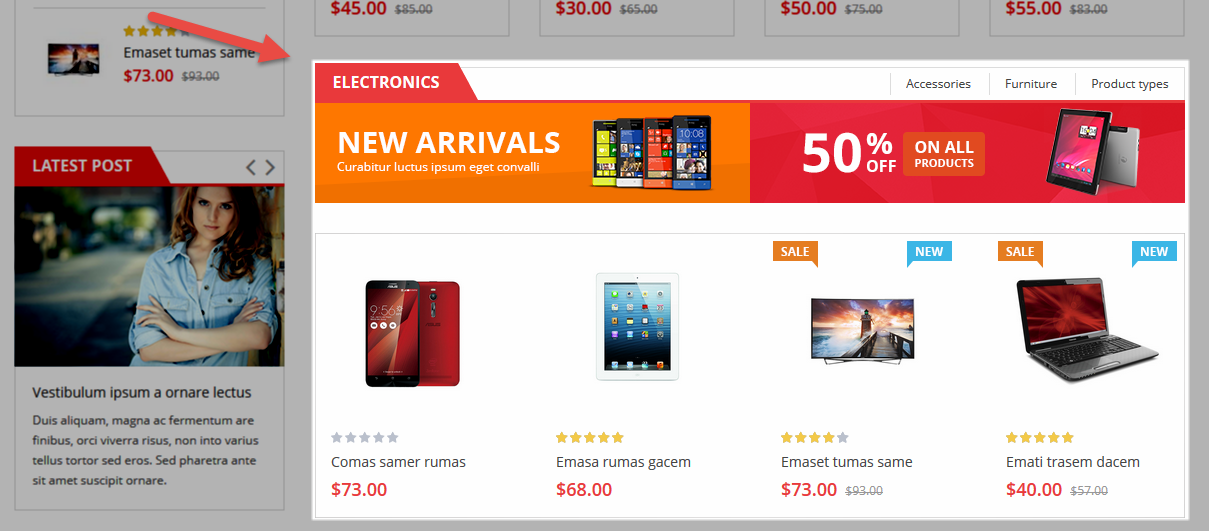 $45.00 $85.00
$30.00 $65.00
$50.00 $75.00
$55.00 $83.00
Emaset tumas same
$73.00 $93.00
LATEST POST
Vestibulum ipsum a ornare lectus
Duis aliquam, magna ac fermentum are
finibus, orci viverra risus, non into varius
tellus tortor sed eros. Sed pharetra ante
sit amet suscipit ornare.
ELECTRONICS
Accessories
Furniture
Product types
NEW ARRIVALS
Curabitur luctus ipsum eget convalli
50%
OFF
ON ALL
PRODUCTS
9:56
ASUS
Comas samer rumas
$73.00
Emasa rumas gacem
$68.00
SALE
NEW
Emaset tumas same
$73.00 $93.00
SALE
NEW
Emati trasem dacem
$40.00 $57.00